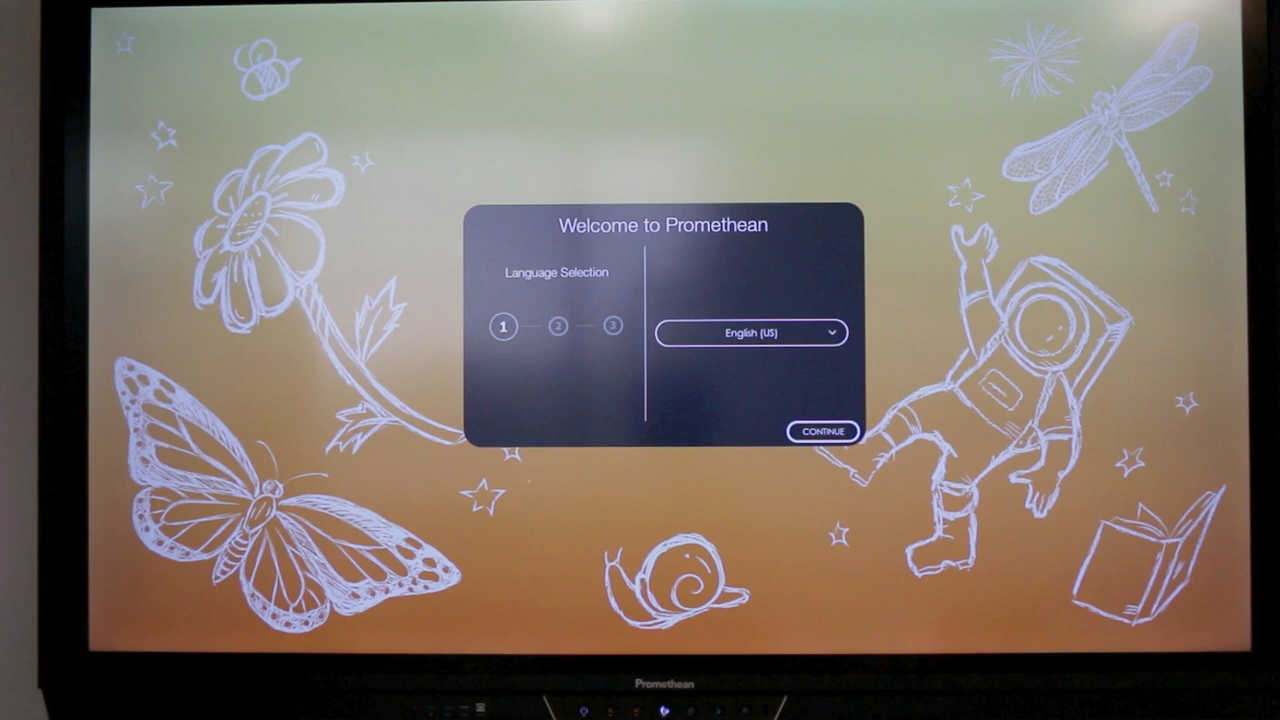 Welcome to Promethean
Language Selection
1 2 3
English (US)
CONTINUE
Promethean